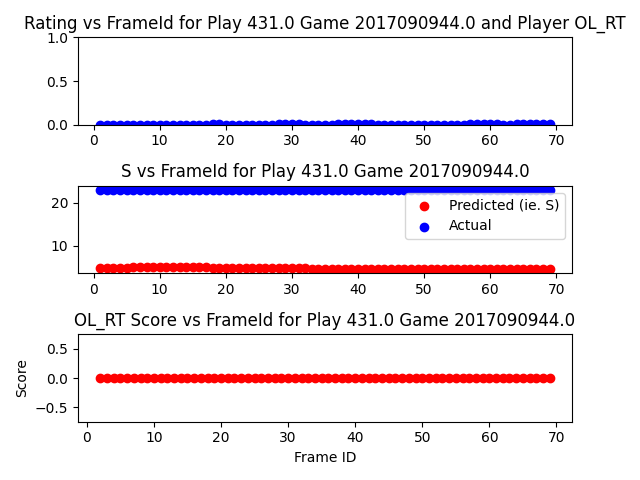 Rating vs FrameId for Play 431.0 Game 2017090944.0 and Player OL_RT
1.0
0.5
0.0
0 10 20 30 40 50 60 70
S vs FrameId for Play 431.0 Game 2017090944.0
20
10
Predicted (ie. S)
Actual
0 10 20 30 40 50 60 70
OL_RT Score vs FrameId for Play 431.0 Game 2017090944.0
Score
0.5
0.0
−0.5
0 10 20 30 40 50 60 70
Frame ID